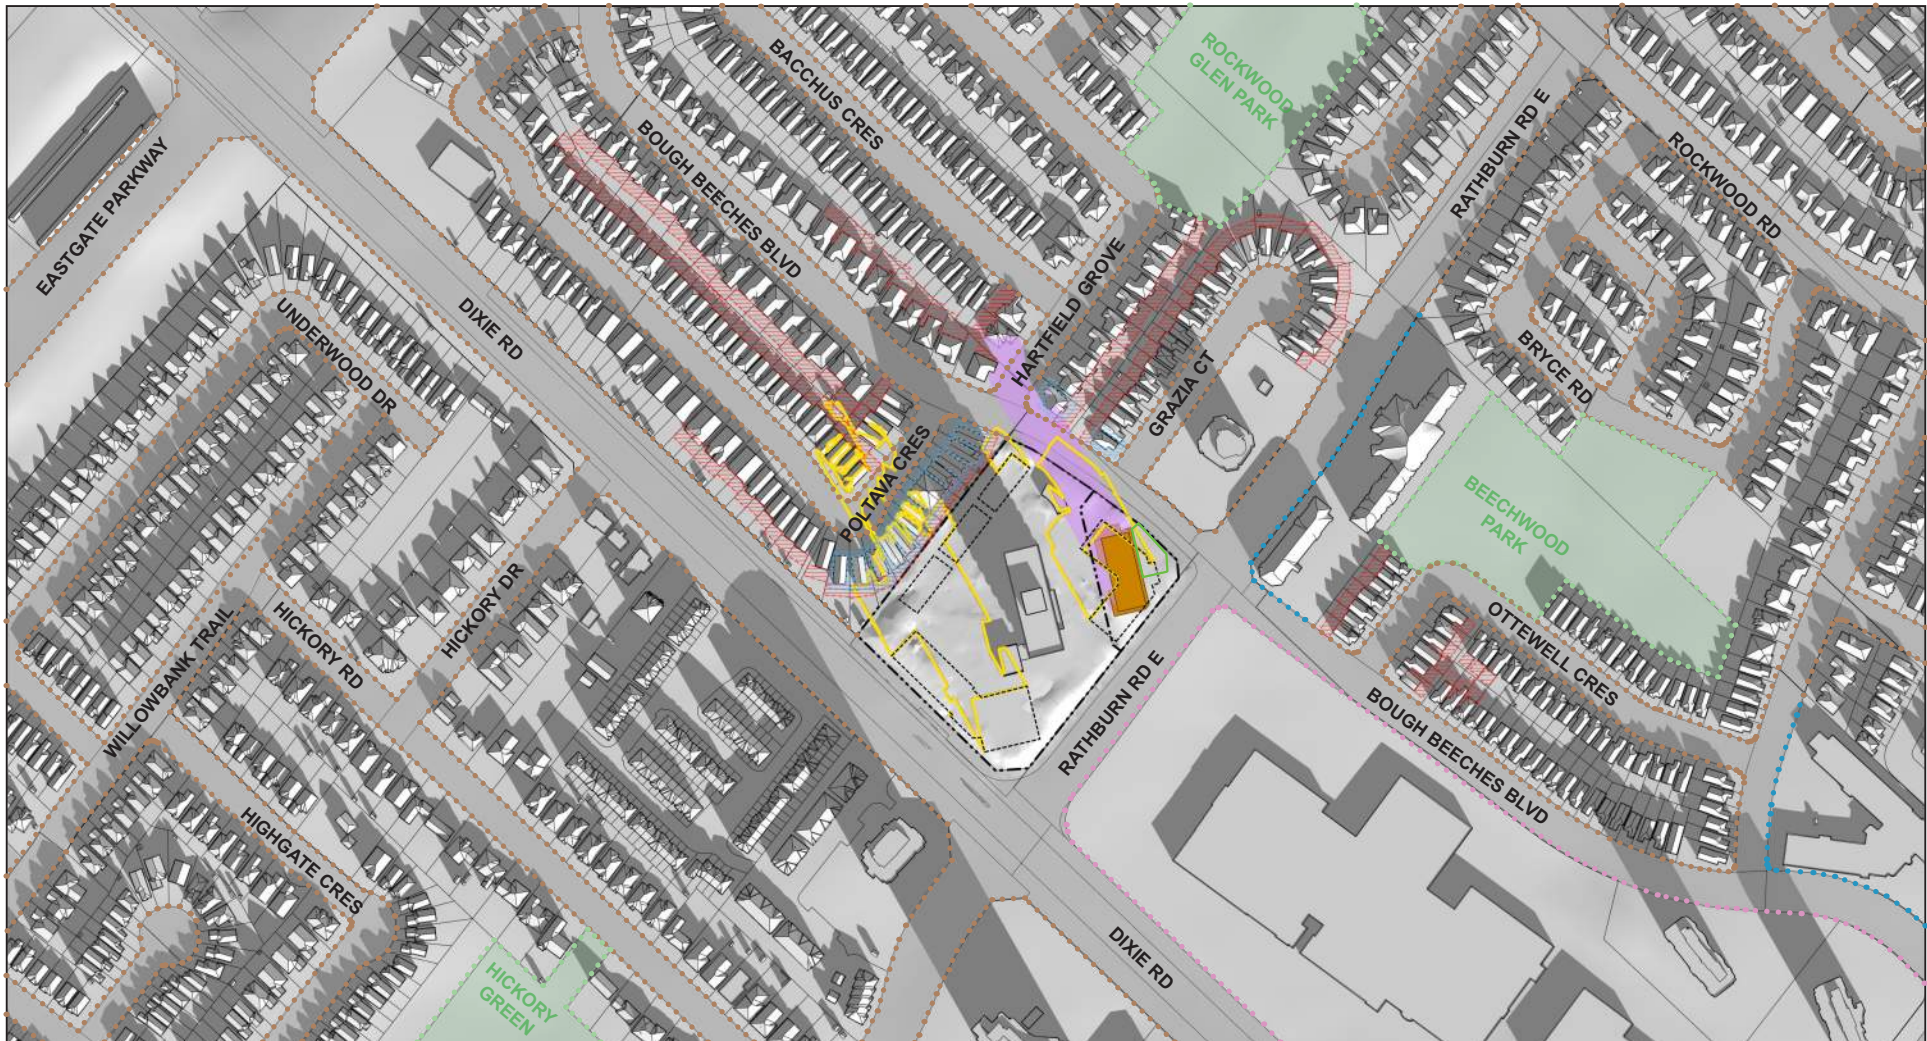 BACCHUS CRES
ROCKWOOD
GLEN PARK
BOUGH BEECHES BLVD
RATHBURN RD E
ROCKWOOD RD
EASTGATE PARKWAY
UNDERWOOD DR
DIXIE RD
HARTFIELD GROVE
GRAZIA CT
BRYCE RD
POLTAVA CRES
BEECHWOOD
PARK
HICKORY DR
WILLOWBANK TRAIL
HICKORY RD
OTTEWELL CRES
RATHBURN RD E
BOUGH BEECHES BLVD
HIGHGATE CRES
DIXIE RD
HICKORY
GREEN